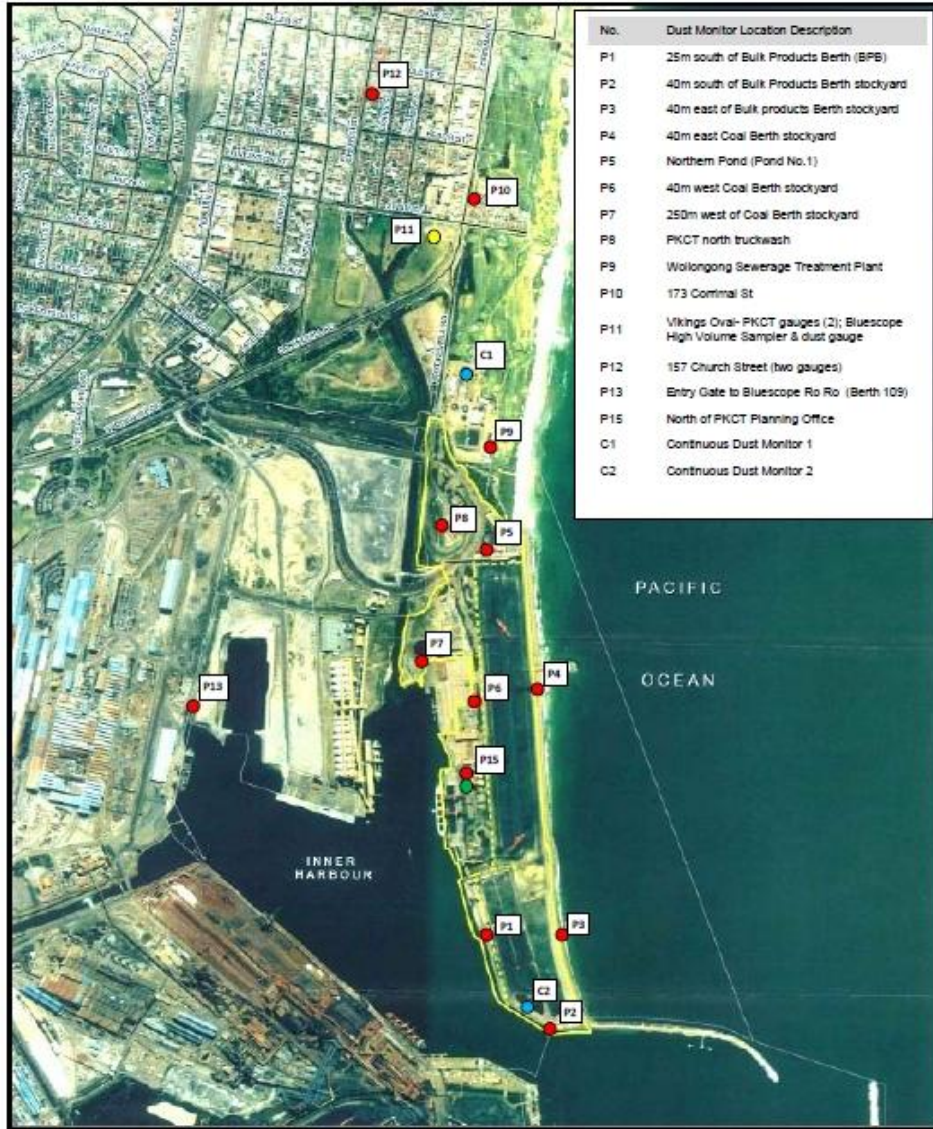 No. Dust Monitor Location Description
P1 25m south of Bulk Products Berth (BPB)
P2 40m south of Bulk Products Berth stockyard
P3 40m east of Bulk products Berth stockyard
P4 40m east Coal Berth stockyard
P5 Northern Pond (Pond No.1)
P6 40m west Coal Berth stockyard
P7 250m west of Coal Berth stockyard
P8 PKCT north truckwash
P9 Wollongong Sewerage Treatment Plant
P10 173 Corrimal St
P11 Vikings Oval- PKCT gauges (2); Bluescope
High Volume Sampler & dust gauge
P12 157 Church Street (two gauges)
P13 Entry Gate to Bluescope Ro Ro (Berth 109)
P15 North of PKCT Planning Office
C1 Continuous Dust Monitor 1
C2 Continuous Dust Monitor 2
P12
P10
P11
C1
P9
P8
P5
PACIFIC
OCEAN
P7
P4
P6
P13
P15
INNER
HARBOUR
P1
P3
C2
P2